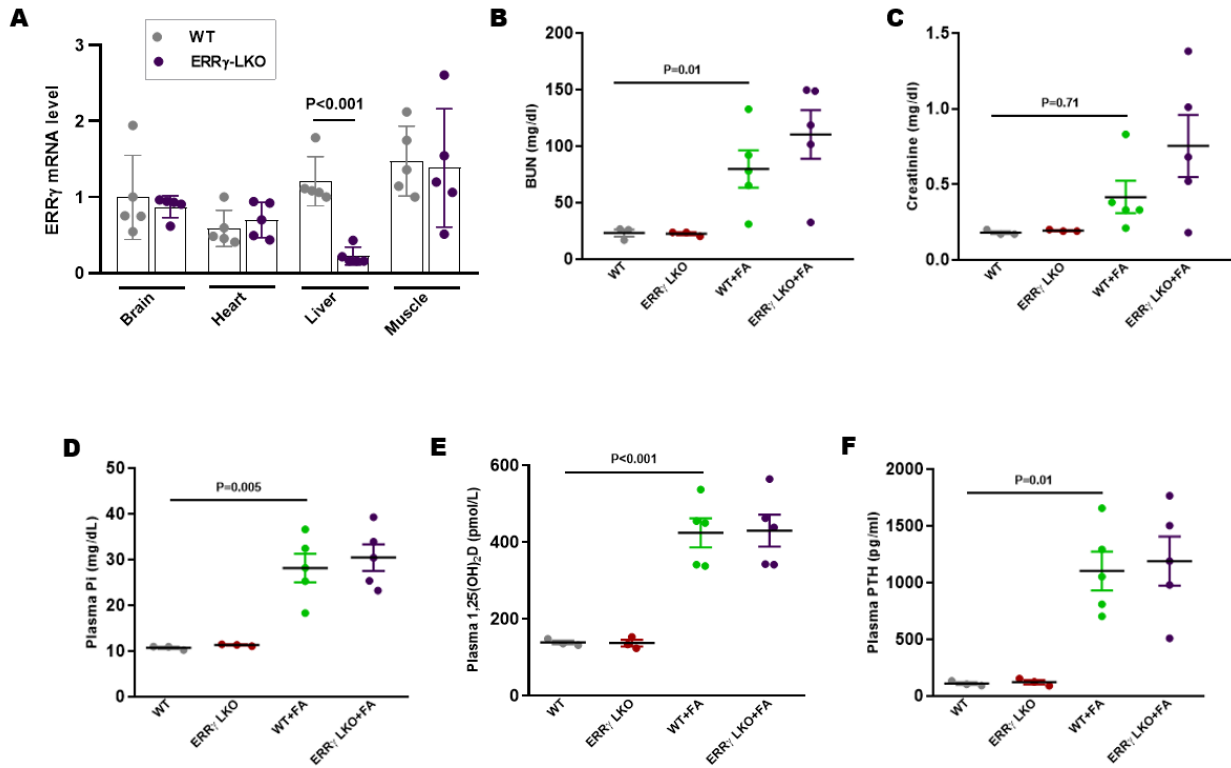 A
WT
ERRγ-LKO
ERRγ mRNA level
3
2
1
0
P<0.001
Brain
Heart
Liver
Muscle
B
BUN (mg/dl)
200
150
100
50
0
P=0.01
WT
ERRγ LKO
WT+FA
ERRγ LKO+FA
C
Creatinine (mg/dl)
1.5
1.0
0.5
0.0
P=0.71
WT
ERRγ LKO
WT+FA
ERRγ LKO+FA
D
Plasma Pi (mg/dL)
50
40
30
20
10
0
P=0.005
WT
ERRγ LKO
WT+FA
ERRγ LKO+FA
E
Plasma 1,25(OH)₂D (pmol/L)
600
400
200
0
P<0.001
WT
ERRγ LKO
WT+FA
ERRγ LKO+FA
F
Plasma PTH (pg/ml)
2000
1500
1000
500
0
P=0.01
WT
ERRγ LKO
WT+FA
ERRγ LKO+FA